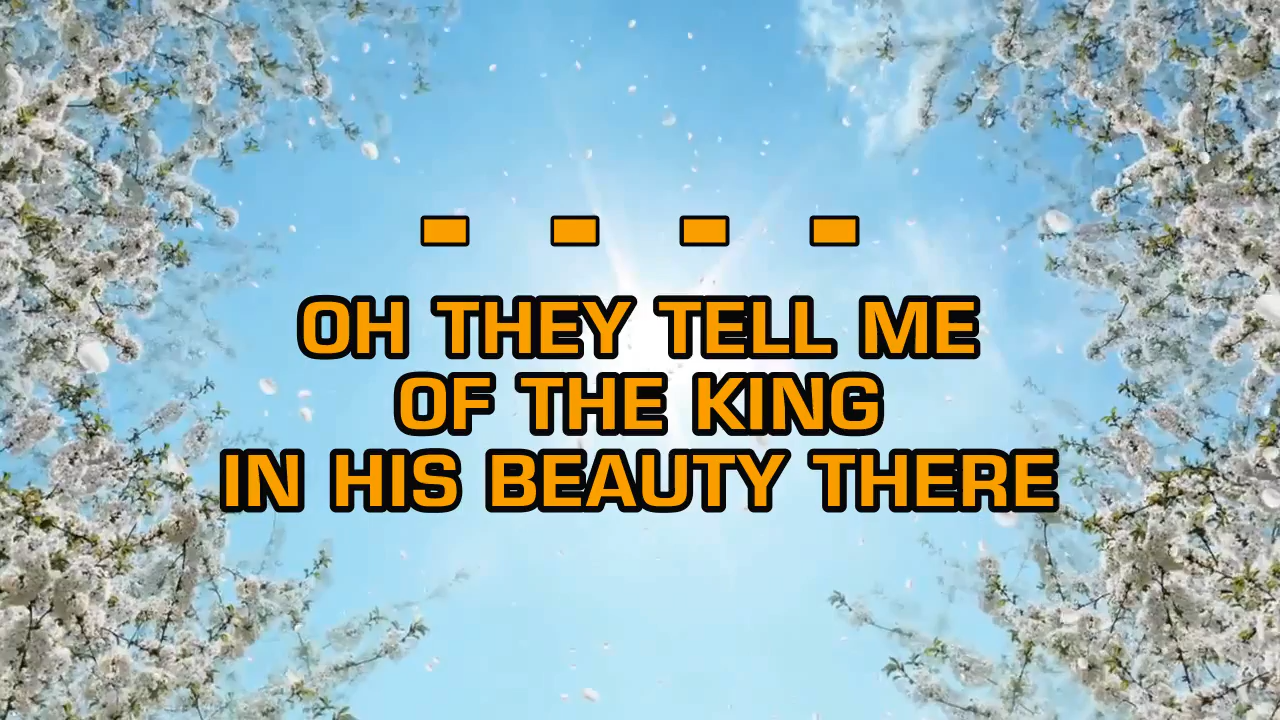 - - - -
OH THEY TELL ME
OF THE KING
IN HIS BEAUTY THERE